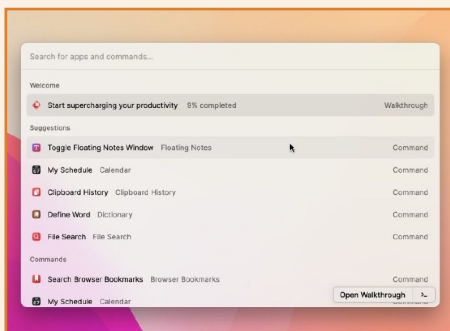 Search for apps and commands...
Welcome
Start supercharging your productivity 9% completed Walkthrough
Suggestions
Toggle Floating Notes Window Floating Notes Command
My Schedule Calendar Command
Clipboard History Clipboard History Command
Define Word Dictionary Command
File Search File Search Command
Commands
Search Browser Bookmarks Browser Bookmarks Command
My Schedule Calendar
Open Walkthrough